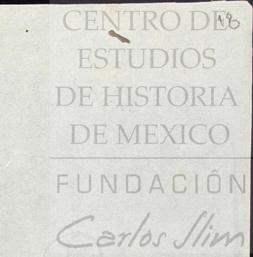 CENTRO DE
ESTUDIOS
DE HISTORIA
DE MEXICO
FUNDACIÓN
Carlos Slim